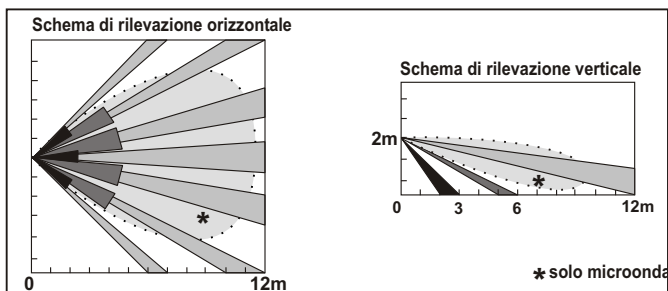 Schema di rilevazione orizzontale
0
12m
Schema di rilevazione verticale
2m
*
*
0
3
6
12m
* solo microonda